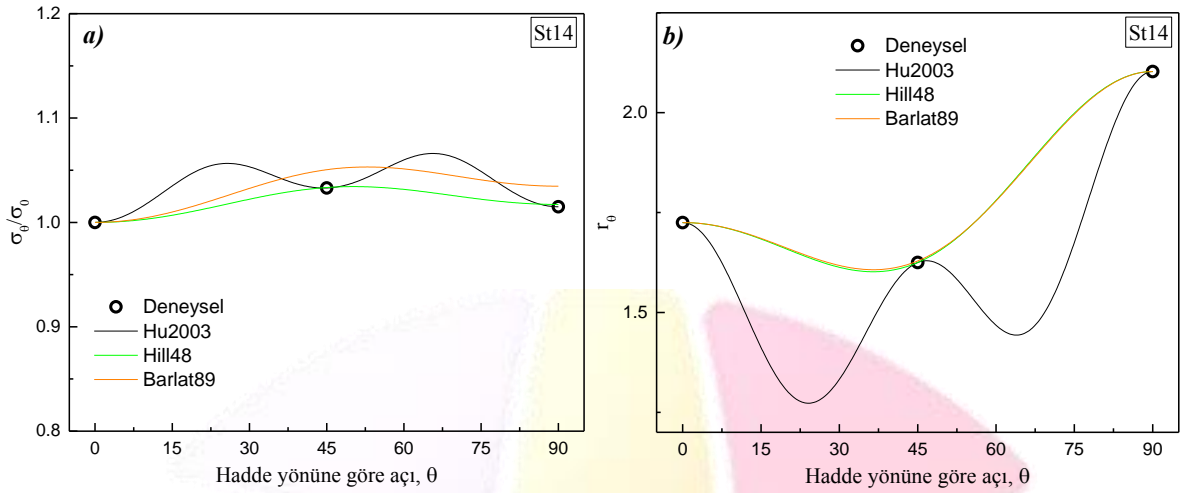 a)
St14
1.2
1.1
1.0
0.9
0.8
σθ/σ0
Deneysel
Hu2003
Hill48
Barlat89
0 15 30 45 60 75 90
Hadde yönüne göre açı, θ
b)
St14
Deneysel
Hu2003
Hill48
Barlat89
2.0
1.5
rθ
0 15 30 45 60 75 90
Hadde yönüne göre açı, θ